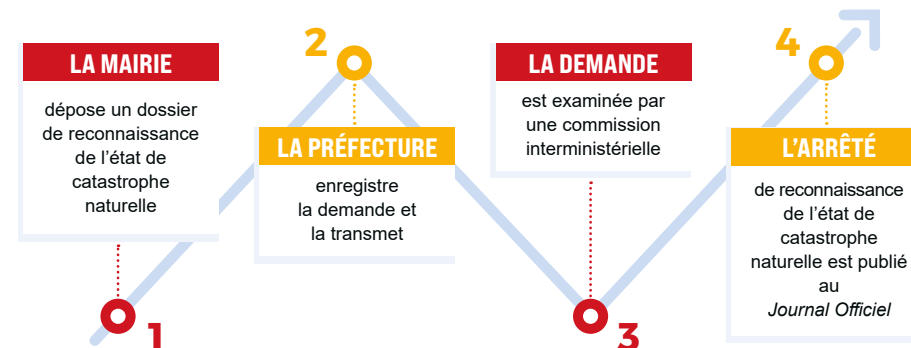 1
LA MAIRIE
dépose un dossier
de reconnaissance
de l'état de
catastrophe
naturelle
2
LA PRÉFECTURE
enregistre
la demande et
la transmet
3
LA DEMANDE
est examinée par
une commission
interministérielle
4
L'ARRÊTÉ
de reconnaissance
de l'état de
catastrophe
naturelle est publié
au
Journal Officiel